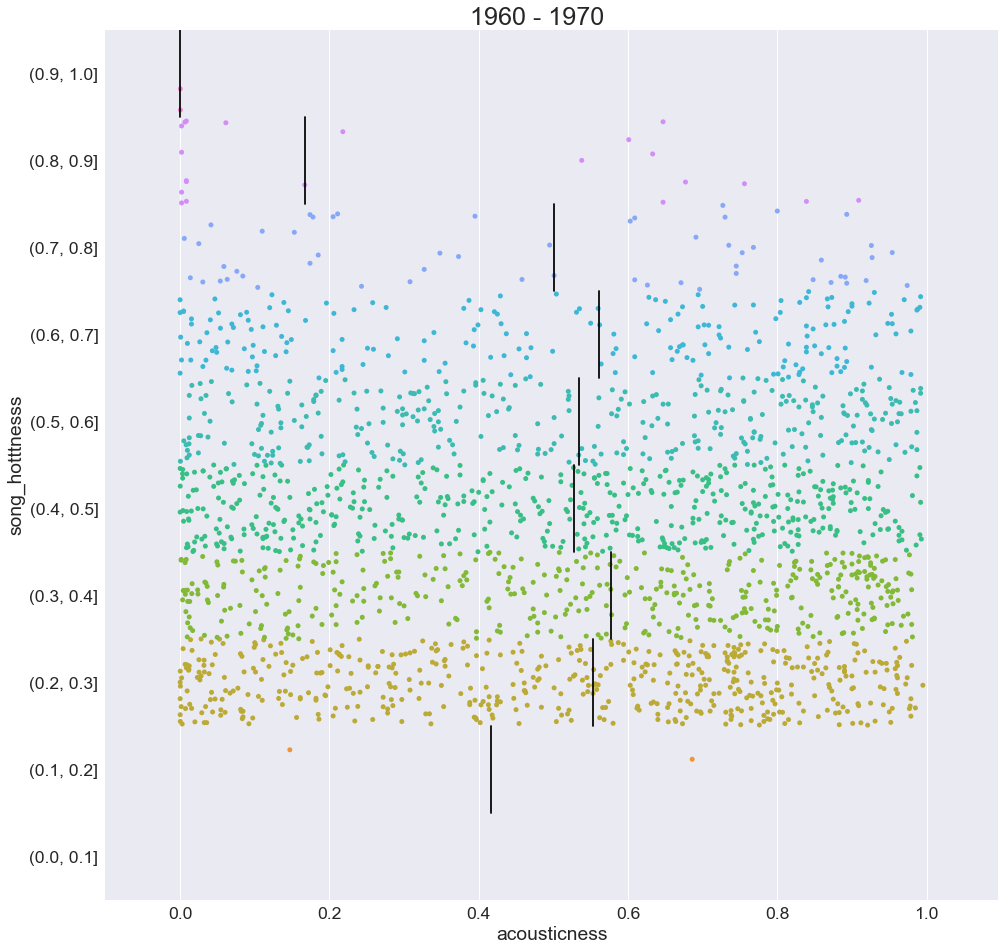 1960 - 1970
(0.9, 1.0]
(0.8, 0.9]
(0.7, 0.8]
(0.6, 0.7]
(0.5, 0.6]
(0.4, 0.5]
(0.3, 0.4]
(0.2, 0.3]
(0.1, 0.2]
(0.0, 0.1]
song_hotttnesss
0.0 0.2 0.4 0.6 0.8 1.0
acousticness